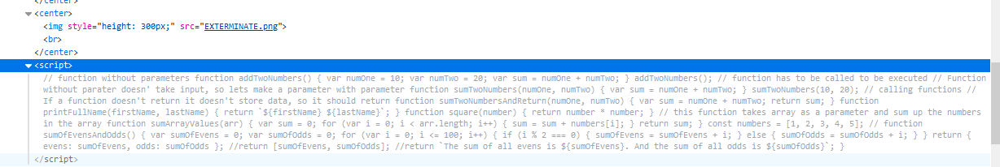 </center>
<center>
<img style="height: 300px;" src="EXTERMINATE.png">
<br>
</center>
<script>
// function without parameters function addTwoNumbers() { var numOne = 10; var numTwo = 20; var sum = numOne + numTwo; } addTwoNumbers(); // function has to be called to be executed // Function
without parater doesn' take input, so lets make a parameter with parameter function sumTwoNumbers(numOne, numTwo) { var sum = numOne + numTwo; } sumTwoNumbers(10, 20); // calling functions //
If a function doesn't return it doesn't store data, so it should return function sumTwoNumbersAndReturn(numOne, numTwo) { var sum = numOne + numTwo; return sum; } function
printFullName(firstName, lastName) { return `${firstName} ${lastName}`; } function square(number) { return number * number; } // this function takes array as a parameter and sum up the numbers
in the array function sumArrayValues(arr) { var sum = 0; for (var i = 0; i < arr.length; i++) { sum = sum + numbers[i]; } return sum; } const numbers = [1, 2, 3, 4, 5]; // function
sumOfEvensAndOdds() { var sumOfEvens = 0; var sumOfOdds = 0; for (var i = 0; i <= 100; i++) { if (i % 2 === 0) { sumOfEvens = sumOfEvens + i; } else { sumOfOdds = sumOfOdds + i; } } return {
evens: sumOfEvens, odds: sumOfOdds }; //return [sumOfEvens, sumOfOdds]; //return `The sum of all evens is ${sumOfEvens}. And the sum of all odds is ${sumOfOdds}`; }
</script>